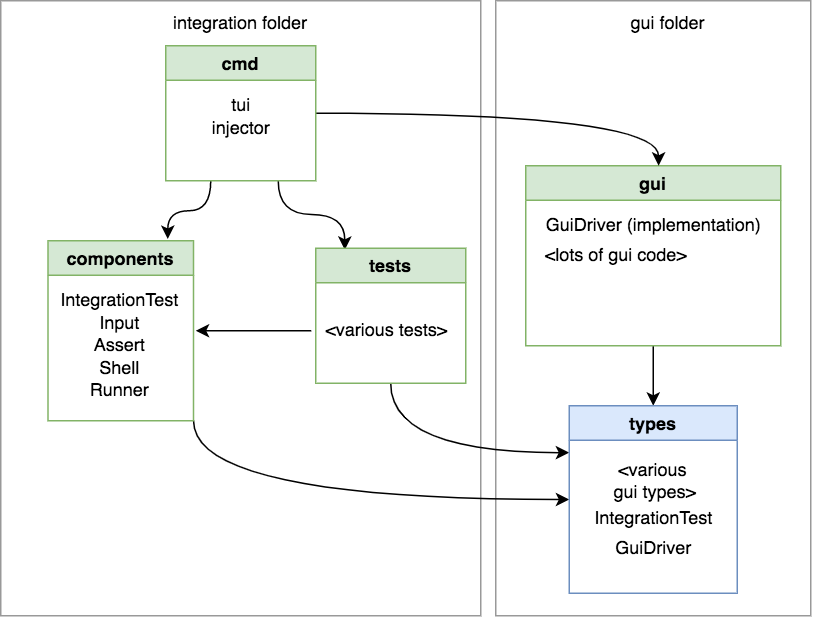 integration folder
cmd
tui
injector
components
IntegrationTest
Input
Assert
Shell
Runner
tests
<various tests>
gui folder
gui
GuiDriver (implementation)
<lots of gui code>
types
<various
gui types>
IntegrationTest
GuiDriver